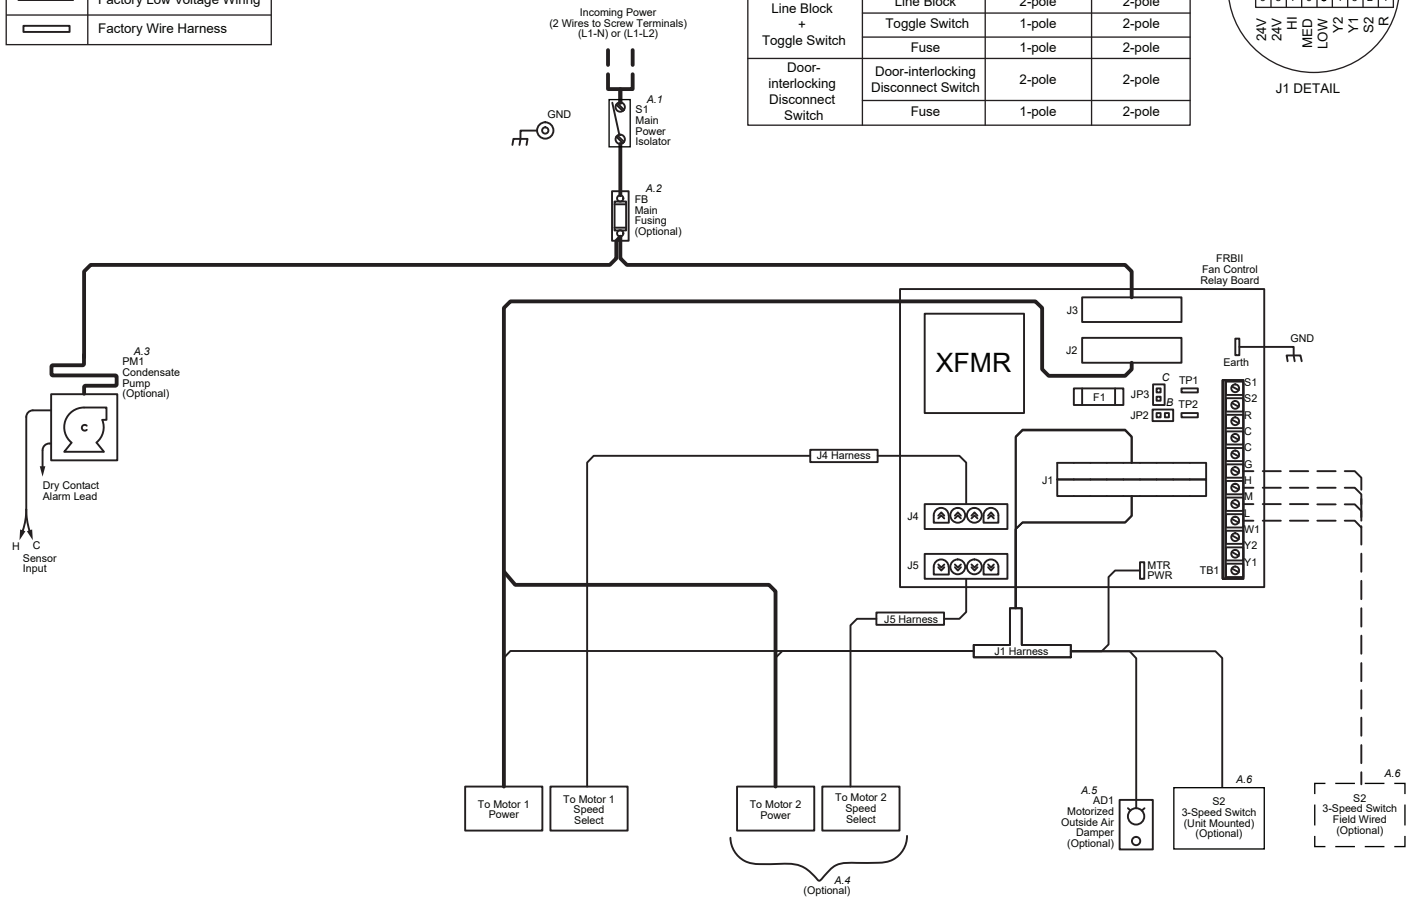 Factory Low Voltage Wiring
Factory Wire Harness
Incoming Power
(2 Wires to Screw Terminals)
(L1-N) or (L1-L2)
Line Block
+
Toggle Switch
Line Block
2-pole
2-pole
Toggle Switch
1-pole
2-pole
Fuse
1-pole
2-pole
Door-
interlocking
Disconnect
Switch
Door-interlocking
Disconnect Switch
2-pole
2-pole
Fuse
1-pole
2-pole
24V
24V
HI
MED
LOW
Y2
Y1
S2
R
J1 DETAIL
GND
A.1
S1
Main
Power
Isolator
A.2
FB
Main
Fusing
(Optional)
FRBII
Fan Control
Relay Board
A.3
PM1
Condensate
Pump
(Optional)
C
Dry Contact
Alarm Lead
H C
Sensor
Input
XFMR
J3
J2
Earth
GND
F1
JP3
C
TP1
JP2
B
TP2
S1
S2
R
C
C
G
H
M
L
W1
Y2
Y1
TB1
J4 Harness
J1
J4
J5
MTR
PWR
J5 Harness
J1 Harness
To Motor 1
Power
To Motor 1
Speed
Select
To Motor 2
Power
To Motor 2
Speed
Select
A.4
(Optional)
A.5
AD1
Motorized
Outside Air
Damper
(Optional)
A.6
S2
3-Speed Switch
(Unit Mounted)
(Optional)
A.6
S2
3-Speed Switch
Field Wired
(Optional)